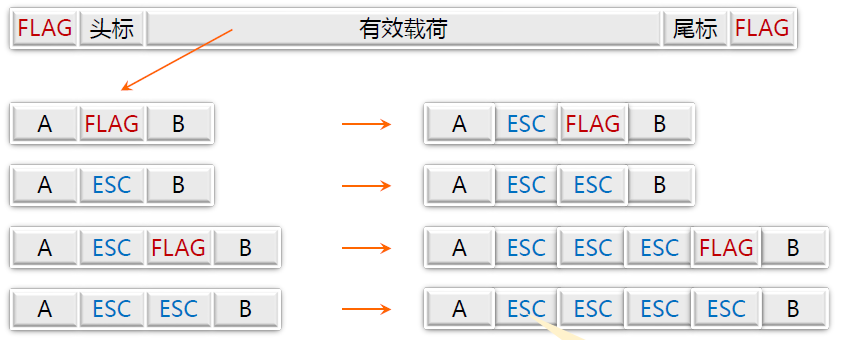 FLAG 头标 有效载荷 尾标 FLAG
A FLAG B A ESC FLAG B
A ESC B A ESC ESC B
A ESC FLAG B A ESC ESC ESC FLAG B
A ESC ESC B A ESC ESC ESC ESC B